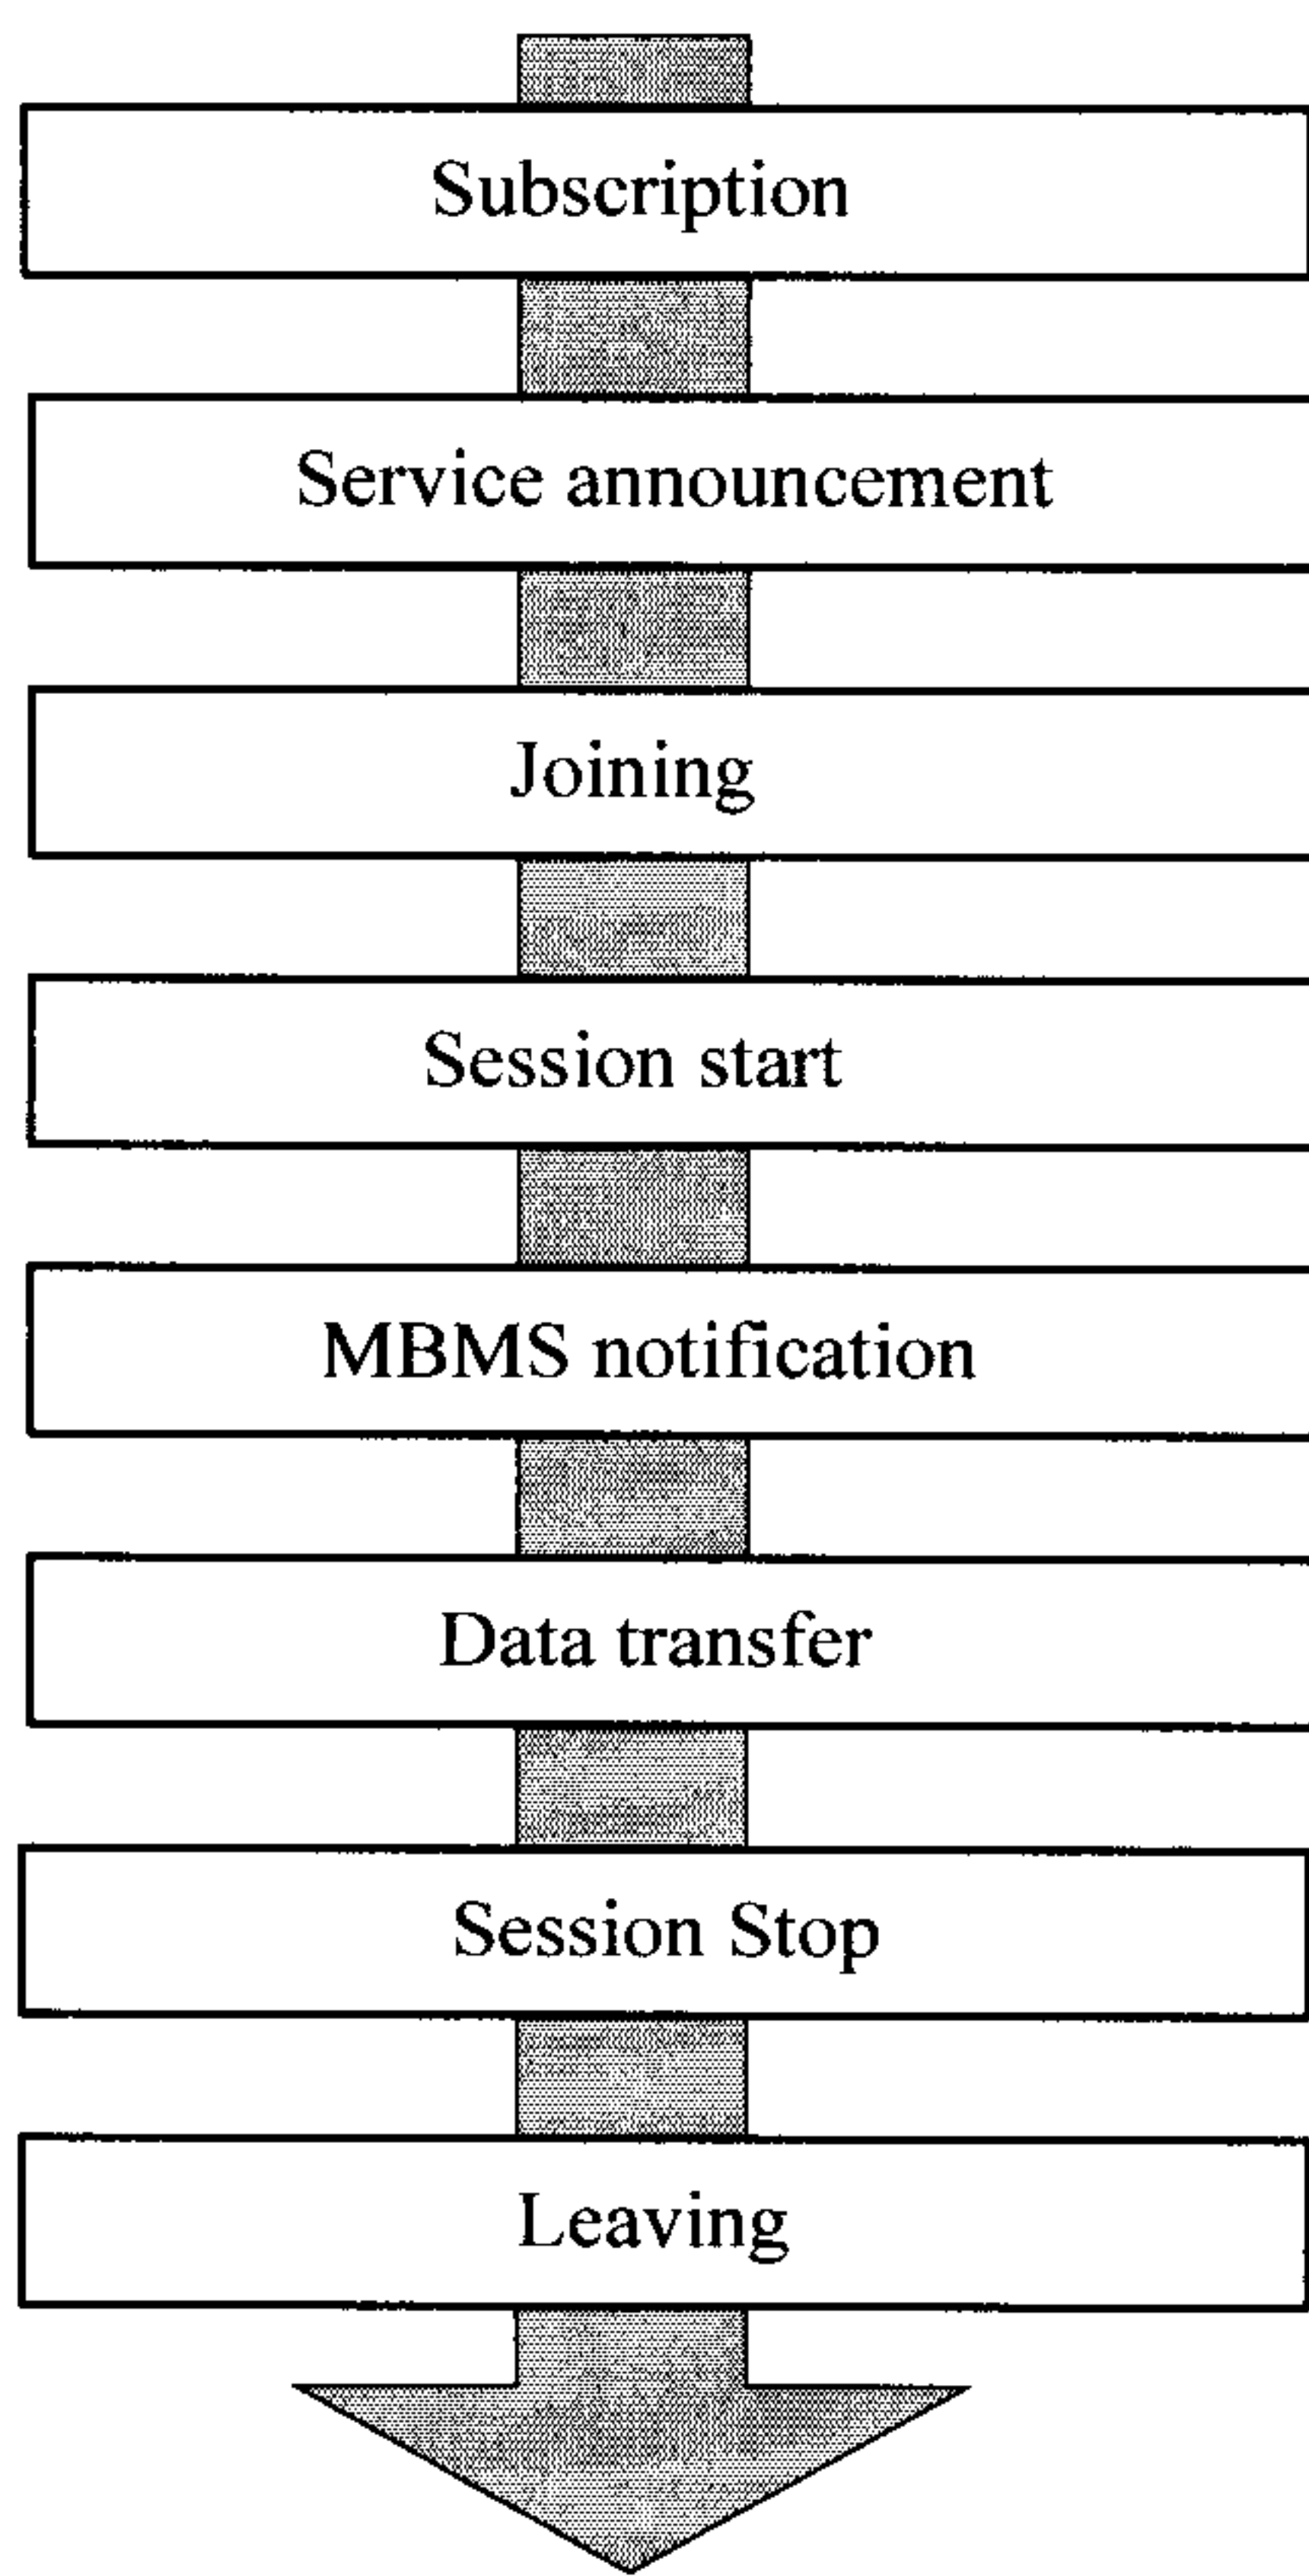 Subscription
Service announcement
Joining
Session start
MBMS notification
Data transfer
Session Stop
Leaving